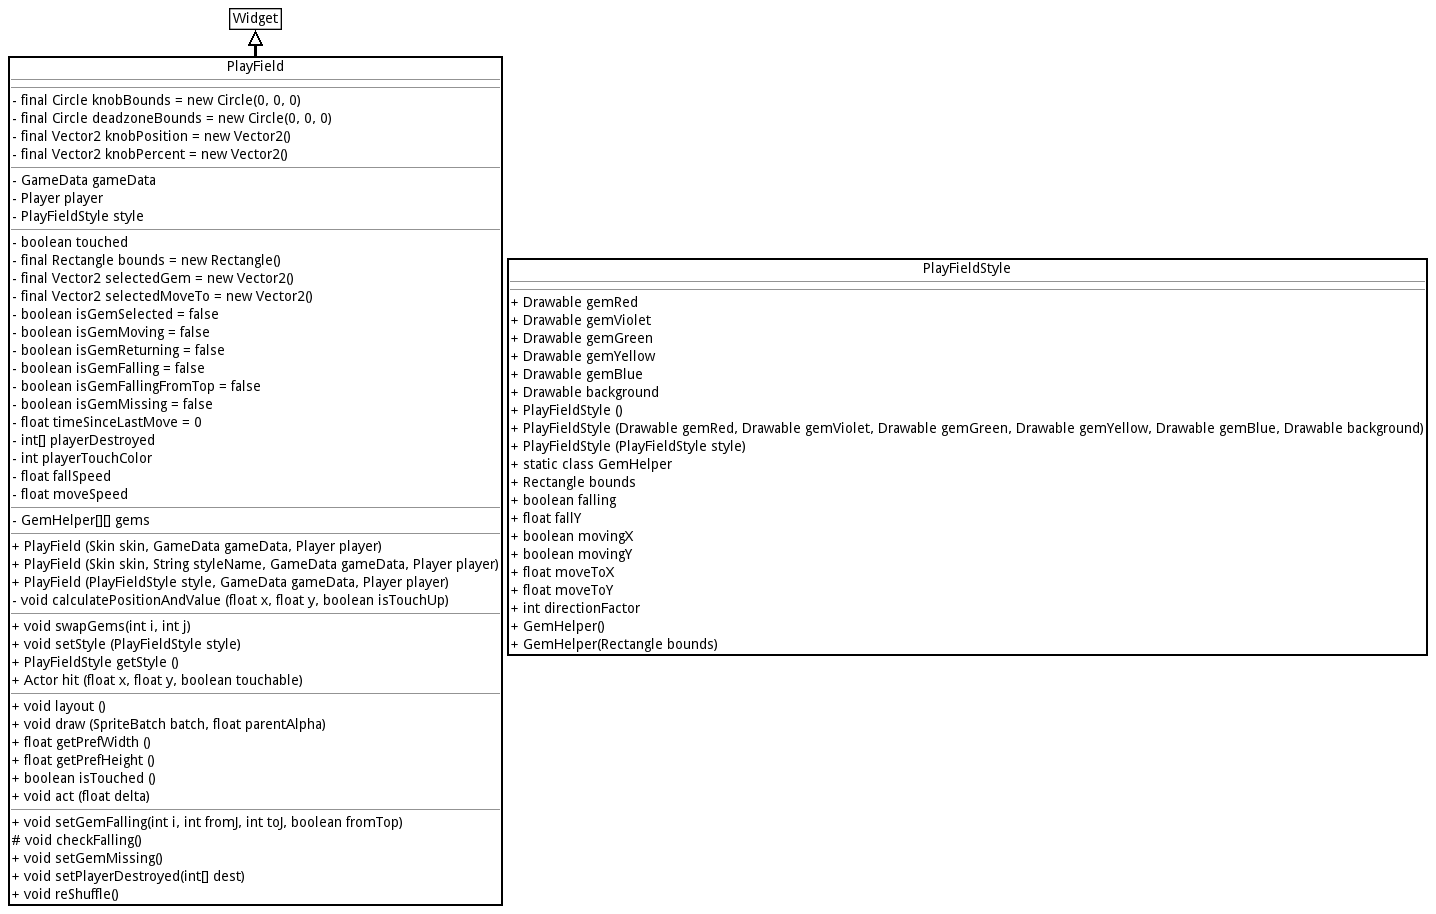 Widget
PlayField
- final Circle knobBounds = new Circle(0, 0, 0)
- final Circle deadzoneBounds = new Circle(0, 0, 0)
- final Vector2 knobPosition = new Vector2()
- final Vector2 knobPercent = new Vector2()
- GameData gameData
- Player player
- PlayFieldStyle style
- boolean touched
- final Rectangle bounds = new Rectangle()
- final Vector2 selectedGem = new Vector2()
- final Vector2 selectedMoveTo = new Vector2()
- boolean isGemSelected = false
- boolean isGemMoving = false
- boolean isGemReturning = false
- boolean isGemFalling = false
- boolean isGemFallingFromTop = false
- boolean isGemMissing = false
- float timeSinceLastMove = 0
- int[] playerDestroyed
- int playerTouchColor
- float fallSpeed
- float moveSpeed
- GemHelper[][] gems
+ PlayField (Skin skin, GameData gameData, Player player)
+ PlayField (Skin skin, String styleName, GameData gameData, Player player)
+ PlayField (PlayFieldStyle style, GameData gameData, Player player)
- void calculatePositionAndValue (float x, float y, boolean isTouchUp)
+ void swapGems(int i, int j)
+ void setStyle (PlayFieldStyle style)
+ PlayFieldStyle getStyle ()
+ Actor hit (float x, float y, boolean touchable)
+ void layout ()
+ void draw (SpriteBatch batch, float parentAlpha)
+ float getPrefWidth ()
+ float getPrefHeight ()
+ boolean isTouched ()
+ void act (float delta)
+ void setGemFalling(int i, int fromJ, int toJ, boolean fromTop)
# void checkFalling()
+ void setGemMissing()
+ void setPlayerDestroyed(int[] dest)
+ void reShuffle()
PlayFieldStyle
+ Drawable gemRed
+ Drawable gemViolet
+ Drawable gemGreen
+ Drawable gemYellow
+ Drawable gemBlue
+ Drawable background
+ PlayFieldStyle ()
+ PlayFieldStyle (Drawable gemRed, Drawable gemViolet, Drawable gemGreen, Drawable gemYellow, Drawable gemBlue, Drawable background)
+ PlayFieldStyle (PlayFieldStyle style)
+ static class GemHelper
+ Rectangle bounds
+ boolean falling
+ float fallY
+ boolean movingX
+ boolean movingY
+ float moveToX
+ float moveToY
+ int directionFactor
+ GemHelper()
+ GemHelper(Rectangle bounds)